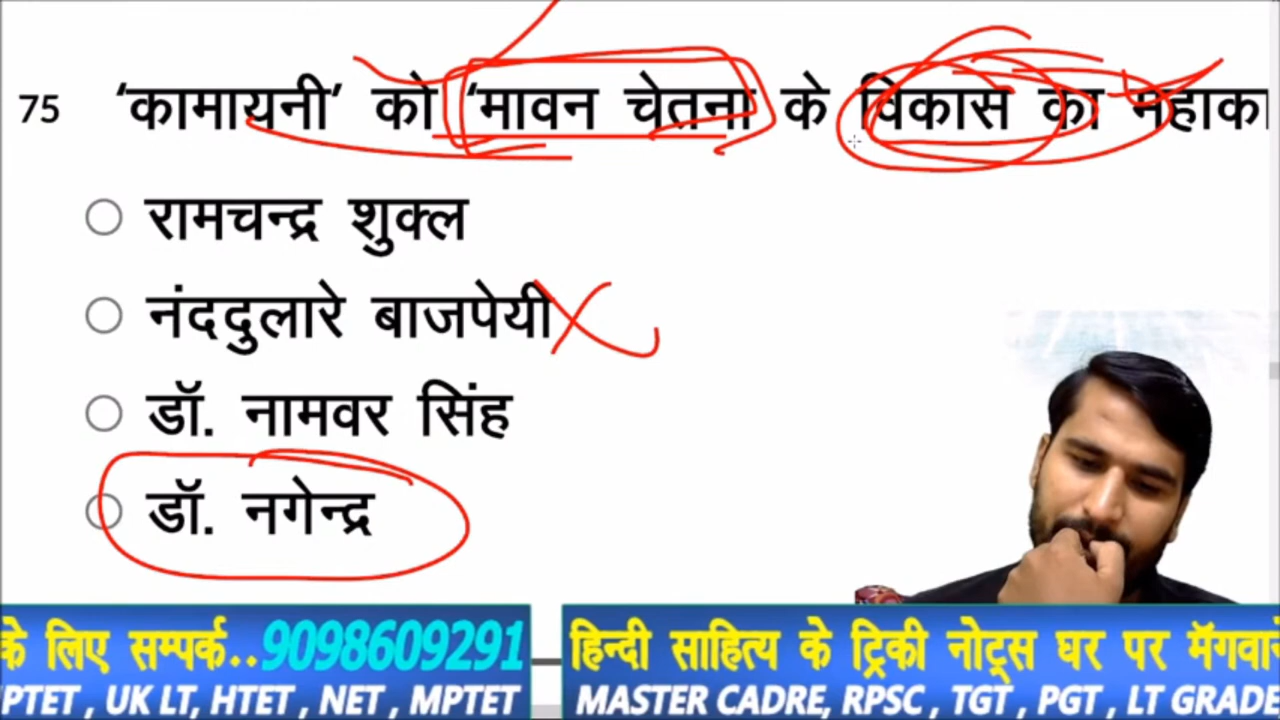 75 ‘कामायनी’ को ‘मावन चेतना के विकास का महाका
रामचन्द्र शुक्ल
नंददुलारे बाजपेयी
डॉ. नामवर सिंह
डॉ. नगेन्द्र
के लिए सम्पर्क..9098609291
PTET , UK LT, HTET , NET , MPTET
हिन्दी साहित्य के ट्रिकी नोट्स घर पर मॅगवाने
MASTER CADRE, RPSC , TGT , PGT , LT GRADE